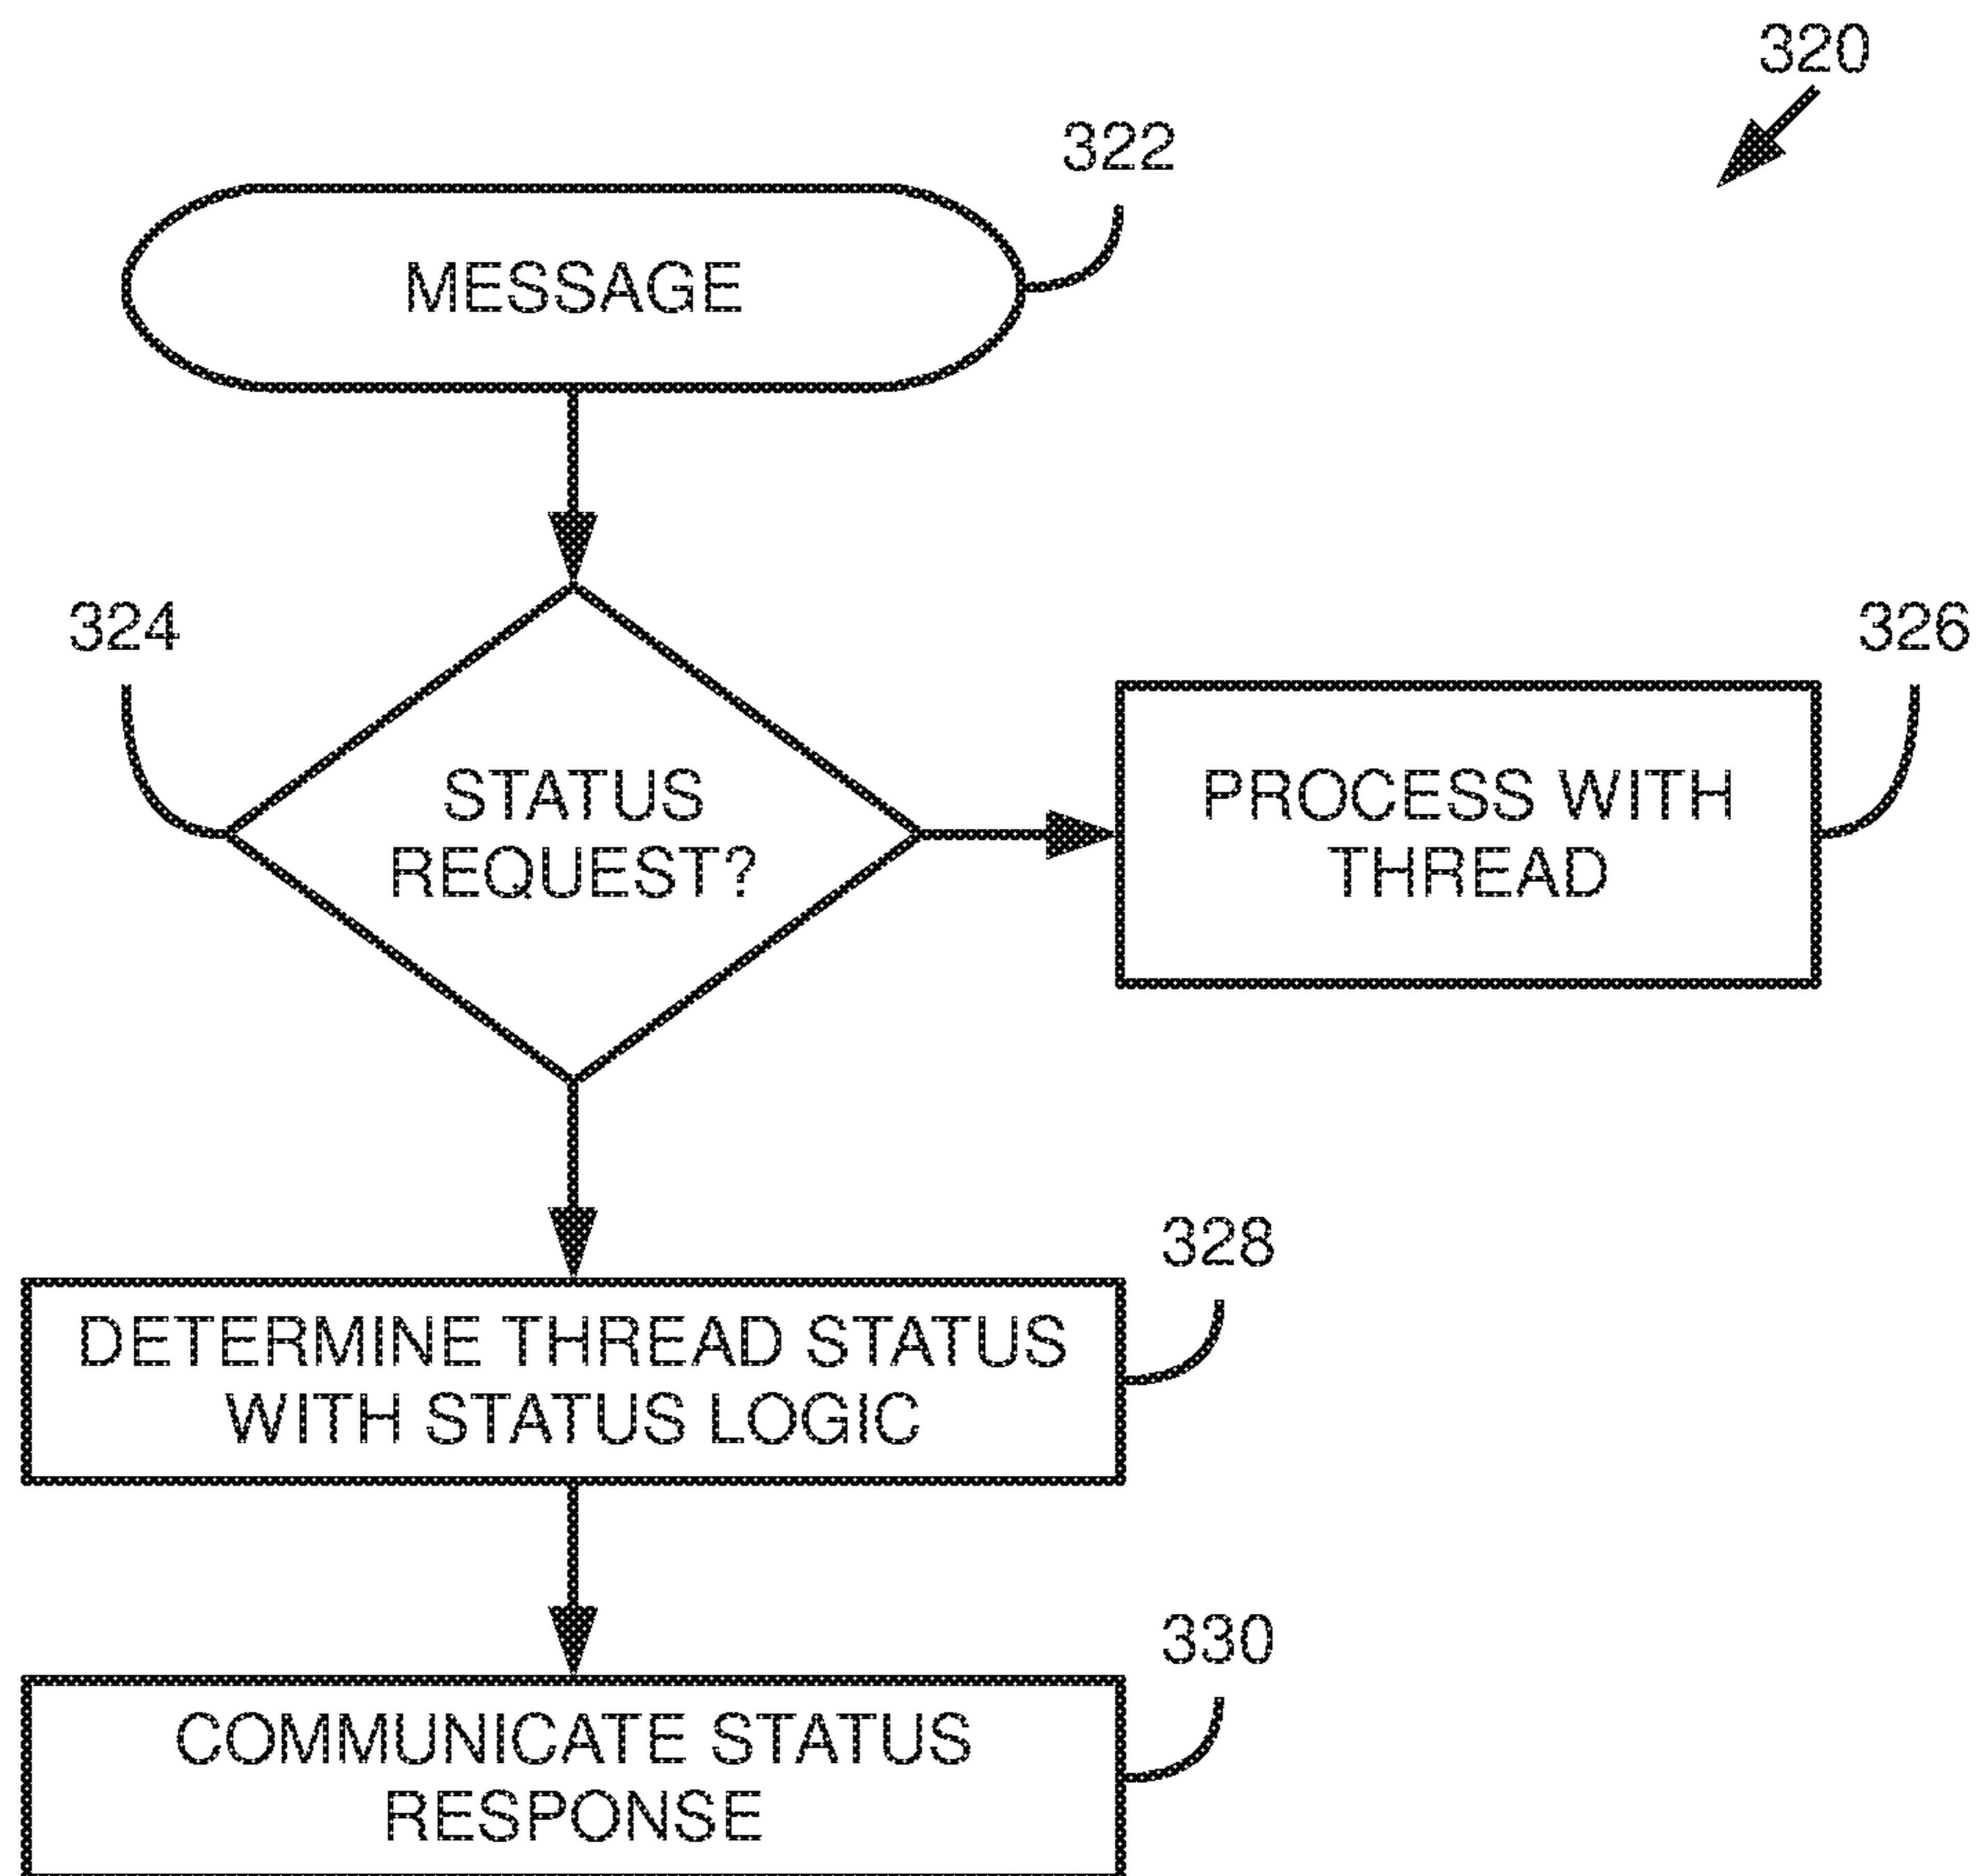 320
322
MESSAGE
324
326
STATUS
REQUEST?
PROCESS WITH
THREAD
328
DETERMINE THREAD STATUS
WITH STATUS LOGIC
330
COMMUNICATE STATUS
RESPONSE